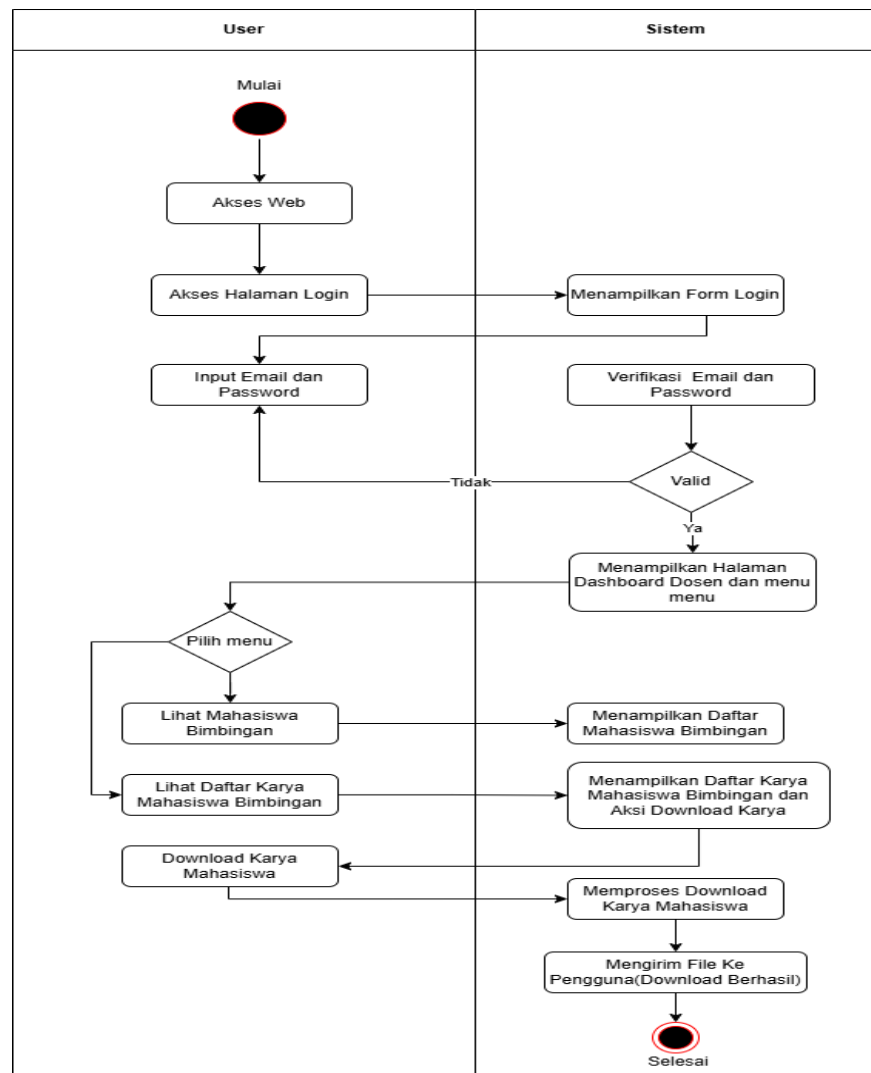 User
Sistem
Mulai
Akses Web
Akses Halaman Login
Menampilkan Form Login
Input Email dan
Password
Verifikasi Email dan
Password
Valid
Tidak
Ya
Menampilkan Halaman
Dashboard Dosen dan menu
menu
Pilih menu
Lihat Mahasiswa
Bimbingan
Menampilkan Daftar
Mahasiswa Bimbingan
Lihat Daftar Karya
Mahasiswa Bimbingan
Menampilkan Daftar Karya
Mahasiswa Bimbingan dan
Aksi Download Karya
Download Karya
Mahasiswa
Memproses Download
Karya Mahasiswa
Mengirim File Ke
Pengguna(Download Berhasil)
Selesai